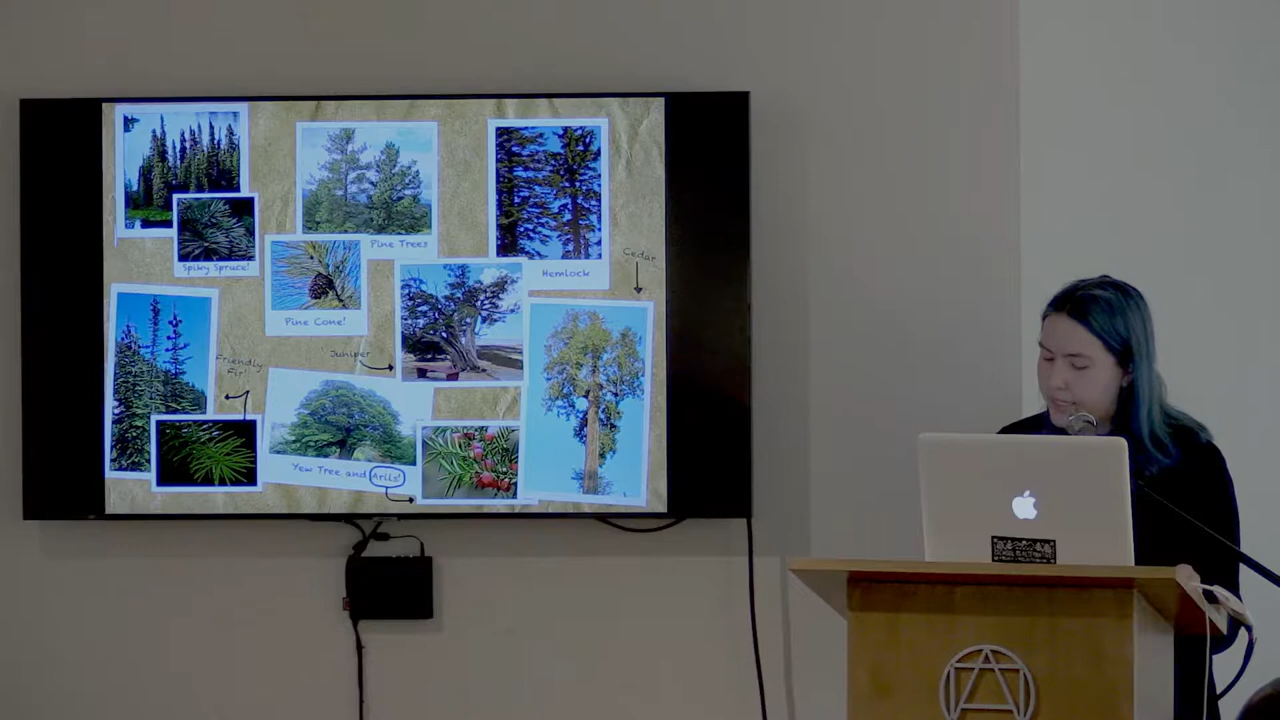 Spiky Spruce!
Pine Trees
Pine Cone!
Hemlock
Cedar
Juniper
Friendly
Fir!
Yew Tree and Arils!